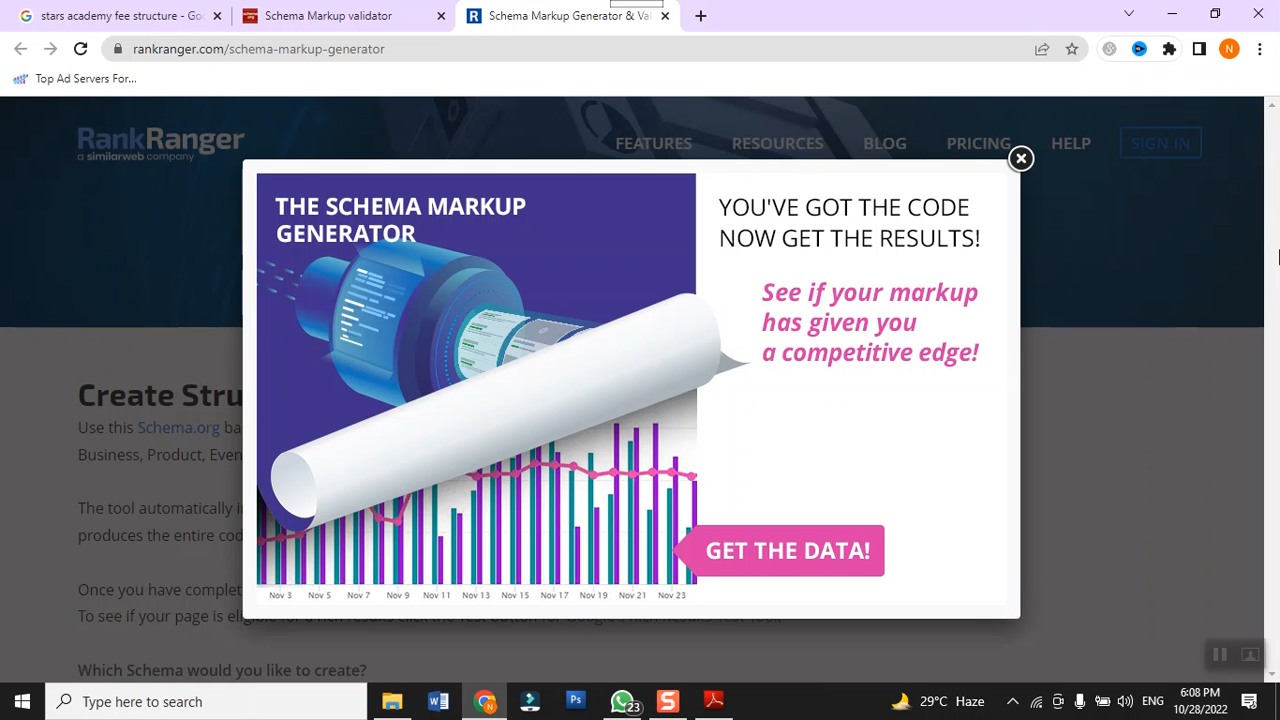 stars academy fee structure - Goo
Schema Markup validator
Schema Markup Generator & Val
rankranger.com/schema-markup-generator
N
Top Ad Servers For...
RankRanger
a similarweb company
FEATURES
RESOURCES
BLOG
PRICING
HELP
SIGN IN
THE SCHEMA MARKUP
GENERATOR
YOU'VE GOT THE CODE
NOW GET THE RESULTS!
See if your markup
has given you
a competitive edge!
GET THE DATA!
Nov 3 Nov 5 Nov 7 Nov 9 Nov 11 Nov 13 Nov 15 Nov 17 Nov 19 Nov 21 Nov 23
Create Stru
Use this Schema.org ba
Business, Product, Even
The tool automatically i
produces the entire cod
Once you have complet
To see if your page is
Which Schema would you like to create?
Type here to search
23
29°C Haze
ENG
6:08 PM
10/28/2022